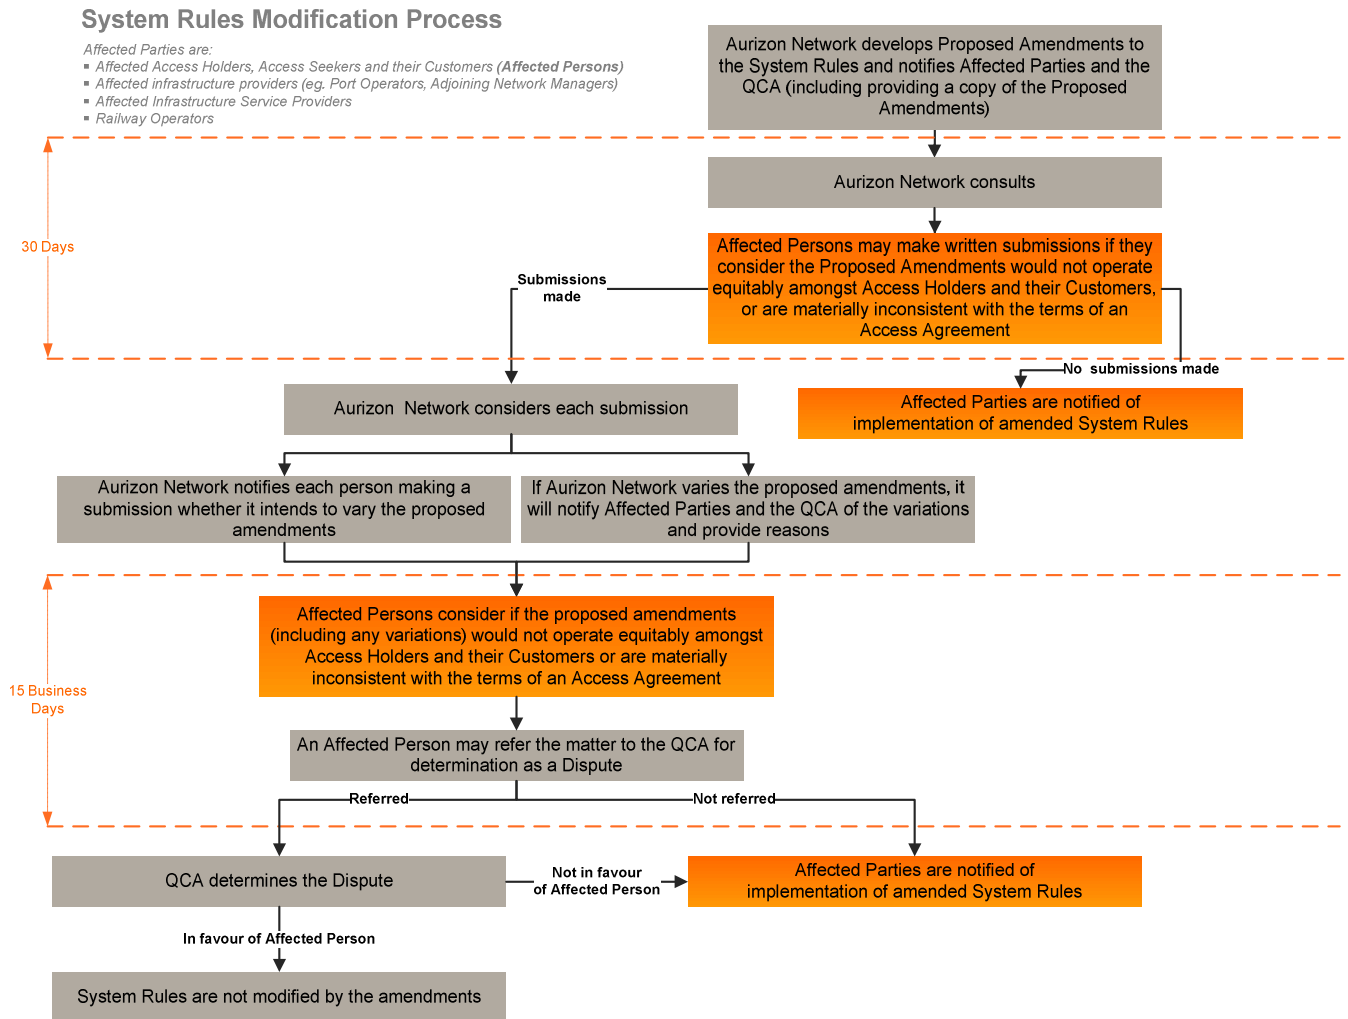 System Rules Modification Process
Affected Parties are:
▪ Affected Access Holders, Access Seekers and their Customers (Affected Persons)
▪ Affected infrastructure providers (eg. Port Operators, Adjoining Network Managers)
▪ Affected Infrastructure Service Providers
▪ Railway Operators
Aurizon Network develops Proposed Amendments to
the System Rules and notifies Affected Parties and the
QCA (including providing a copy of the Proposed
Amendments)
Aurizon Network consults
30 Days
Affected Persons may make written submissions if they
consider the Proposed Amendments would not operate
equitably amongst Access Holders and their Customers,
or are materially inconsistent with the terms of an
Access Agreement
Submissions
made
No submissions made
Aurizon Network considers each submission
Affected Parties are notified of
implementation of amended System Rules
Aurizon Network notifies each person making a
submission whether it intends to vary the proposed
amendments
If Aurizon Network varies the proposed amendments, it
will notify Affected Parties and the QCA of the variations
and provide reasons
15 Business
Days
Affected Persons consider if the proposed amendments
(including any variations) would not operate equitably amongst
Access Holders and their Customers or are materially
inconsistent with the terms of an Access Agreement
An Affected Person may refer the matter to the QCA for
determination as a Dispute
Referred
Not referred
QCA determines the Dispute
Not in favour
of Affected Person
Affected Parties are notified of
implementation of amended System Rules
In favour of Affected Person
System Rules are not modified by the amendments